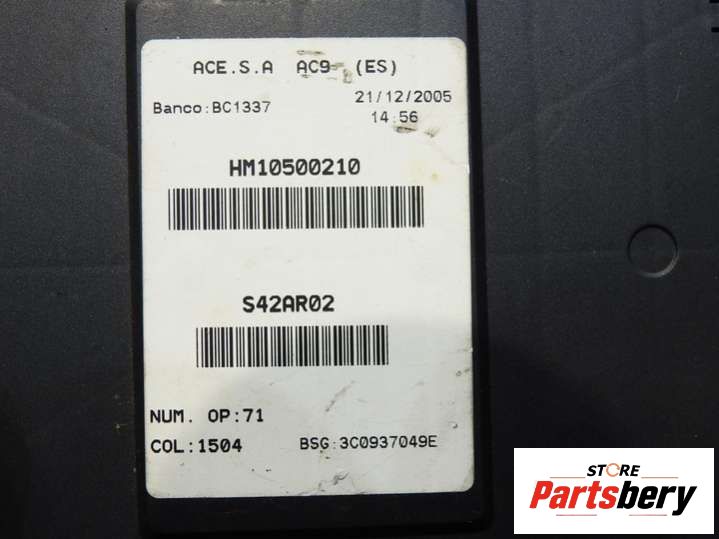 ACE.S.A AC9 (ES)
Banco:BC1337
21/12/2005
14:56
HM10500210
S42AR02
NUM. OP:71
COL:1504
BSG:3C0937049E
STORE
Partsbery